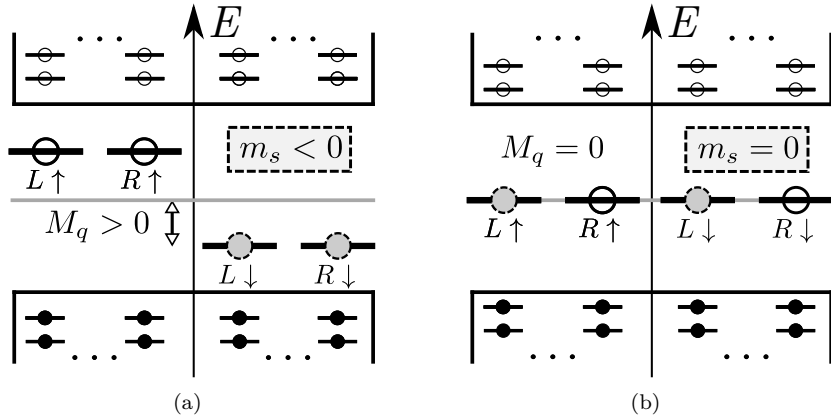 E
· · ·
· · ·
m_s < 0
L ↑
R ↑
M_q > 0
L ↓
R ↓
· · ·
· · ·
(a)
E
· · ·
· · ·
M_q = 0
m_s = 0
L ↑
R ↑
L ↓
R ↓
· · ·
· · ·
(b)